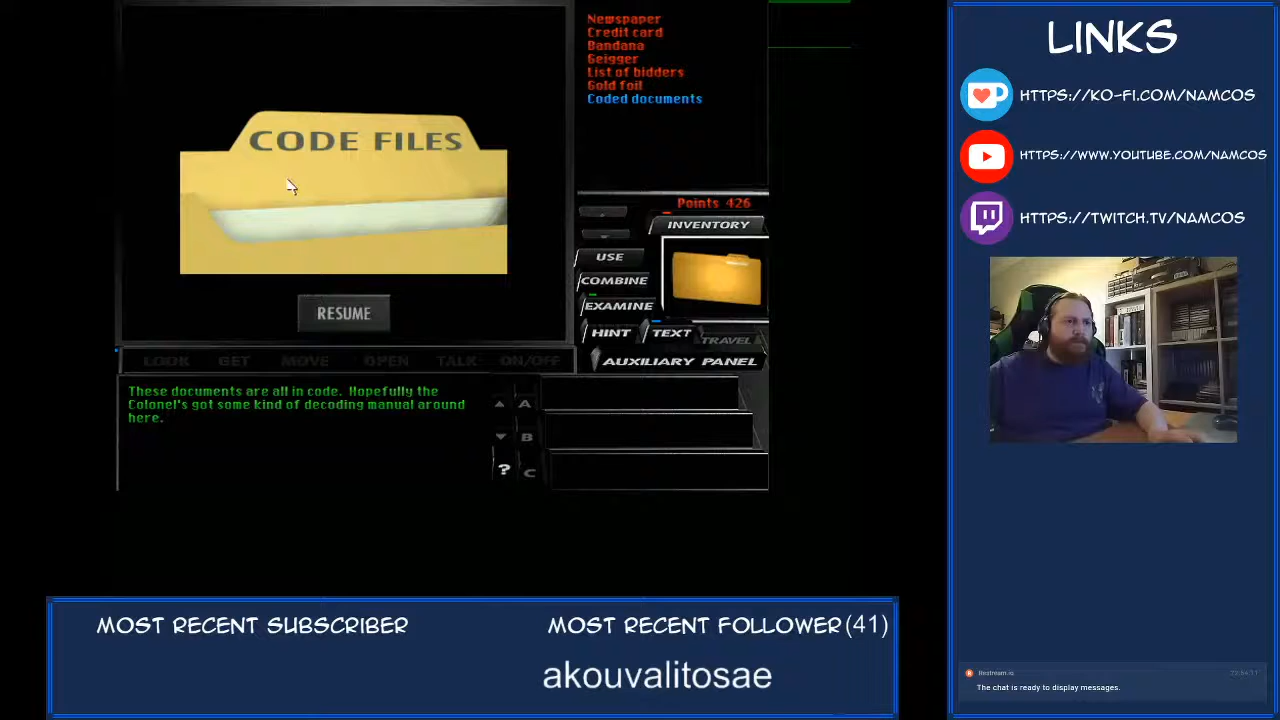 Newspaper
Credit card
Bandana
Geigger
List of bidders
Gold foil
Coded documents
CODE FILES
RESUME
Points 426
INVENTORY
USE
COMBINE
EXAMINE
HINT TEXT TRAVEL
AUXILIARY PANEL
LOOK GET MOVE OPEN TALK ON/OFF
These documents are all in code. Hopefully the
Colonel's got some kind of decoding manual around
here.
A
B
? C
LINKS
HTTPS://KO-FI.COM/NAMCOS
HTTPS://WWW.YOUTUBE.COM/NAMCOS
HTTPS://TWITCH.TV/NAMCOS
MOST RECENT SUBSCRIBER
MOST RECENT FOLLOWER (41)
akouvalitosae
Restream.io
The chat is ready to display messages.